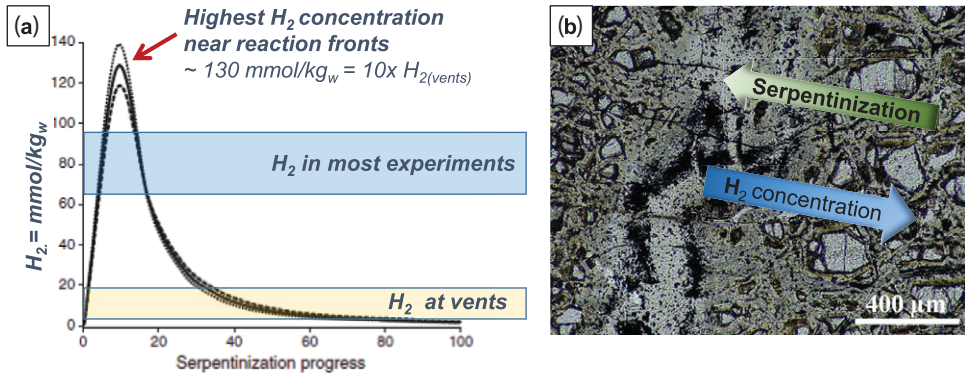 (a)
Highest H2 concentration
near reaction fronts
~ 130 mmol/kgw = 10x H2(vents)
H2. = mmol/kgw
140
120
100
80
60
40
20
0
H2 in most experiments
H2 at vents
0 20 40 60 80 100
Serpentinization progress
(b)
Serpentinization
H2 concentration
400 µm